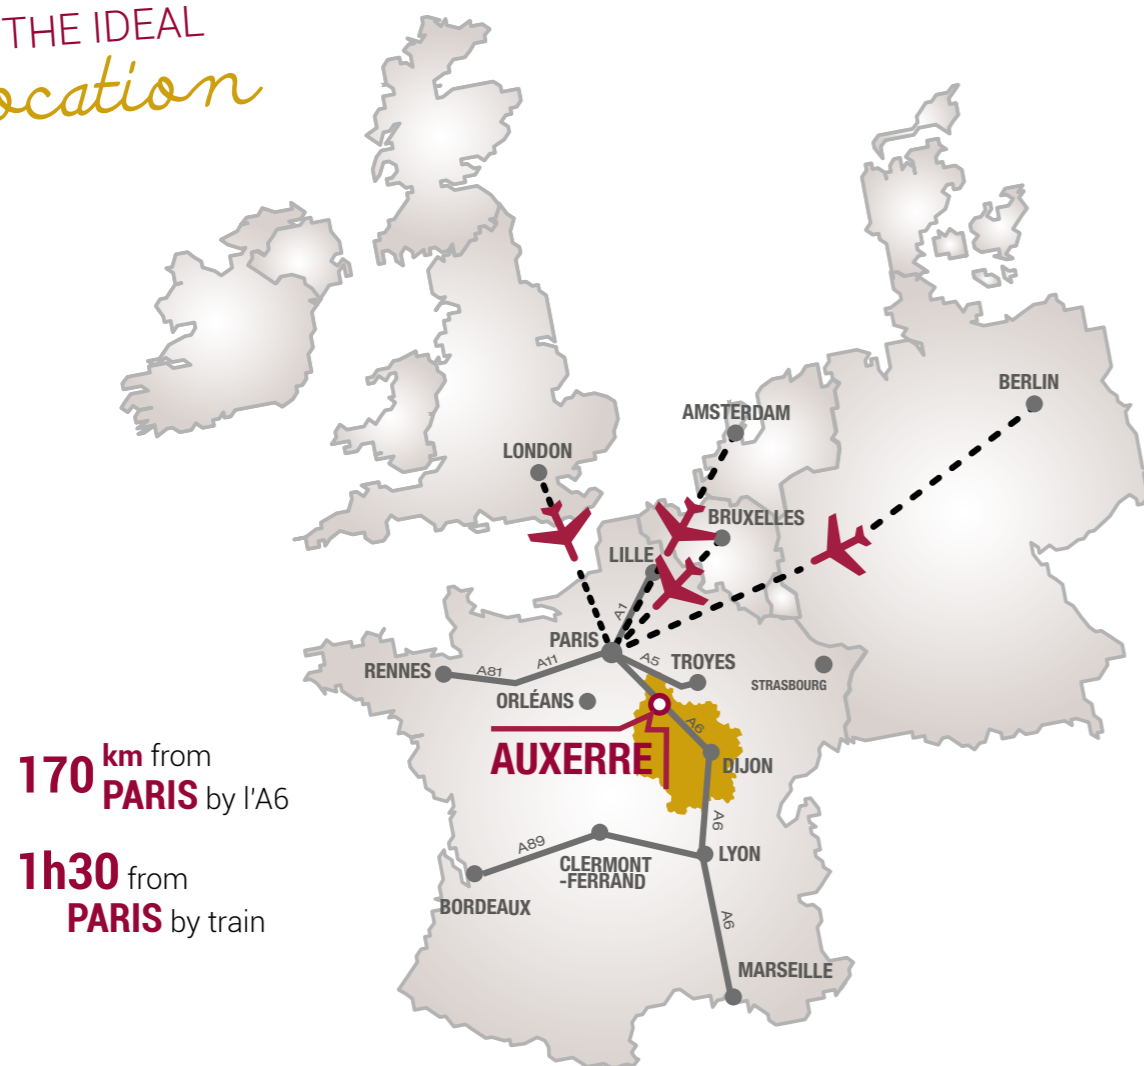 THE IDEAL
ocation
BERLIN
AMSTERDAM
LONDON
BRUXELLES
LILLE
A1
PARIS
A5
TROYES
RENNES
A81
A11
STRASBOURG
ORLÉANS
A6
AUXERRE
DIJON
170 km from
PARIS by l'A6
A6
A89
LYON
CLERMONT
-FERRAND
1h30 from
PARIS by train
BORDEAUX
A6
MARSEILLE